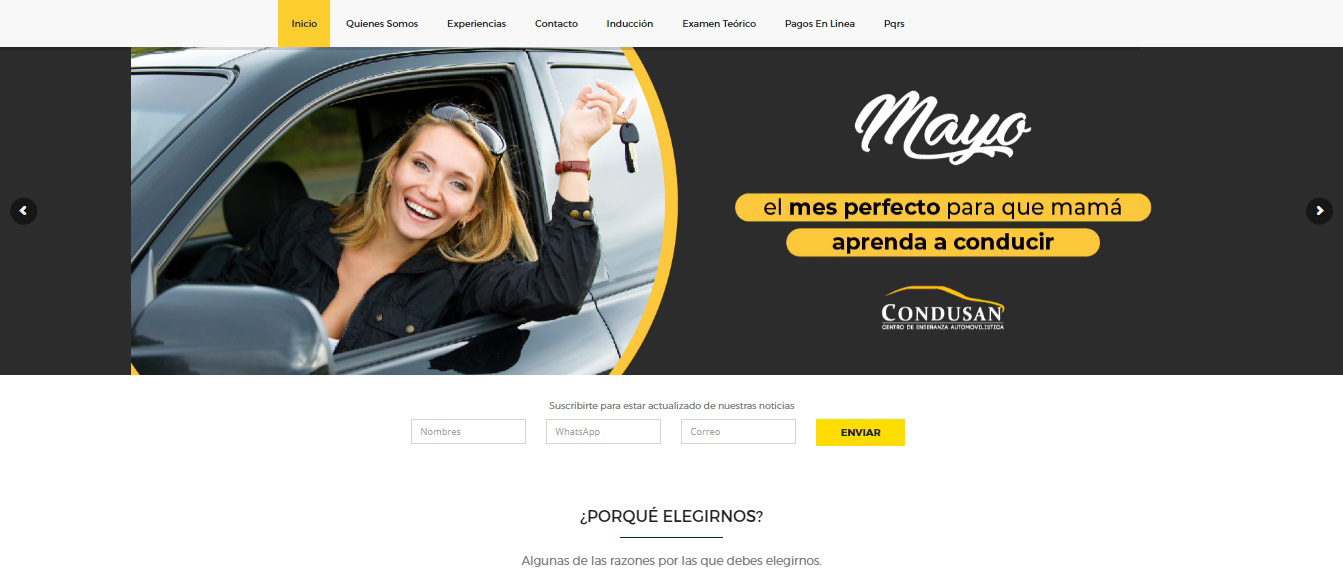 Inicio Quienes Somos Experiencias Contacto Inducción Examen Teórico Pagos En Linea Pqrs
Mayo
el mes perfecto para que mamá
aprenda a conducir
CONDUSAN
CENTRO DE ENSEÑANZA AUTOMOVILISTICA
Suscribirte para estar actualizado de nuestras noticias
Nombres WhatsApp Correo ENVIAR
¿PORQUÉ ELEGIRNOS?
Algunas de las razones por las que debes elegirnos.